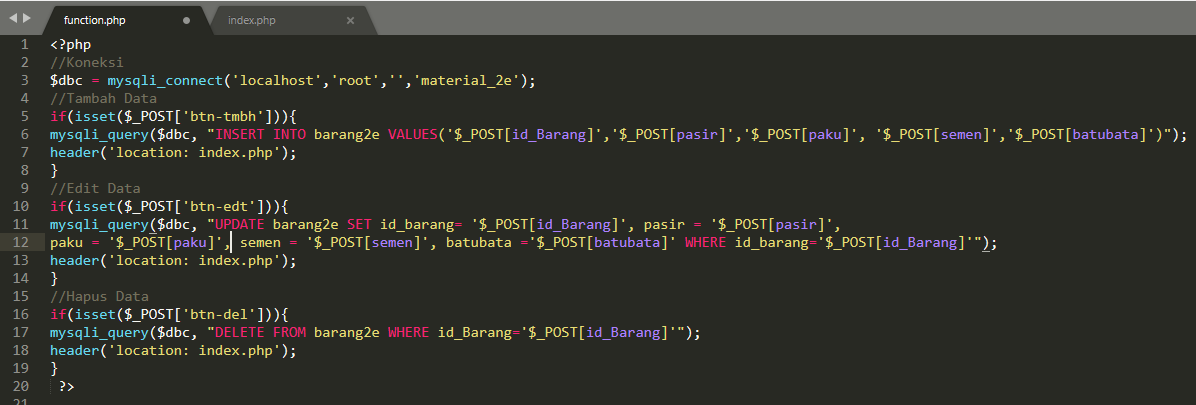 function.php
index.php
1 <?php
2 //Koneksi
3 $dbc = mysqli_connect('localhost','root','','material_2e');
4 //Tambah Data
5 if(isset($_POST['btn-tmbh'])){
6 mysqli_query($dbc, "INSERT INTO barang2e VALUES('$_POST[id_Barang]','$_POST[pasir]','$_POST[paku]', '$_POST[semen]','$_POST[batubata]')");
7 header('location: index.php');
8 }
9 //Edit Data
10 if(isset($_POST['btn-edt'])){
11 mysqli_query($dbc, "UPDATE barang2e SET id_barang= '$_POST[id_Barang]', pasir = '$_POST[pasir]',
12 paku = '$_POST[paku]', semen = '$_POST[semen]', batubata ='$_POST[batubata]' WHERE id_barang='$_POST[id_Barang]'");
13 header('location: index.php');
14 }
15 //Hapus Data
16 if(isset($_POST['btn-del'])){
17 mysqli_query($dbc, "DELETE FROM barang2e WHERE id_Barang='$_POST[id_Barang]'");
18 header('location: index.php');
19 }
20 ?>
21